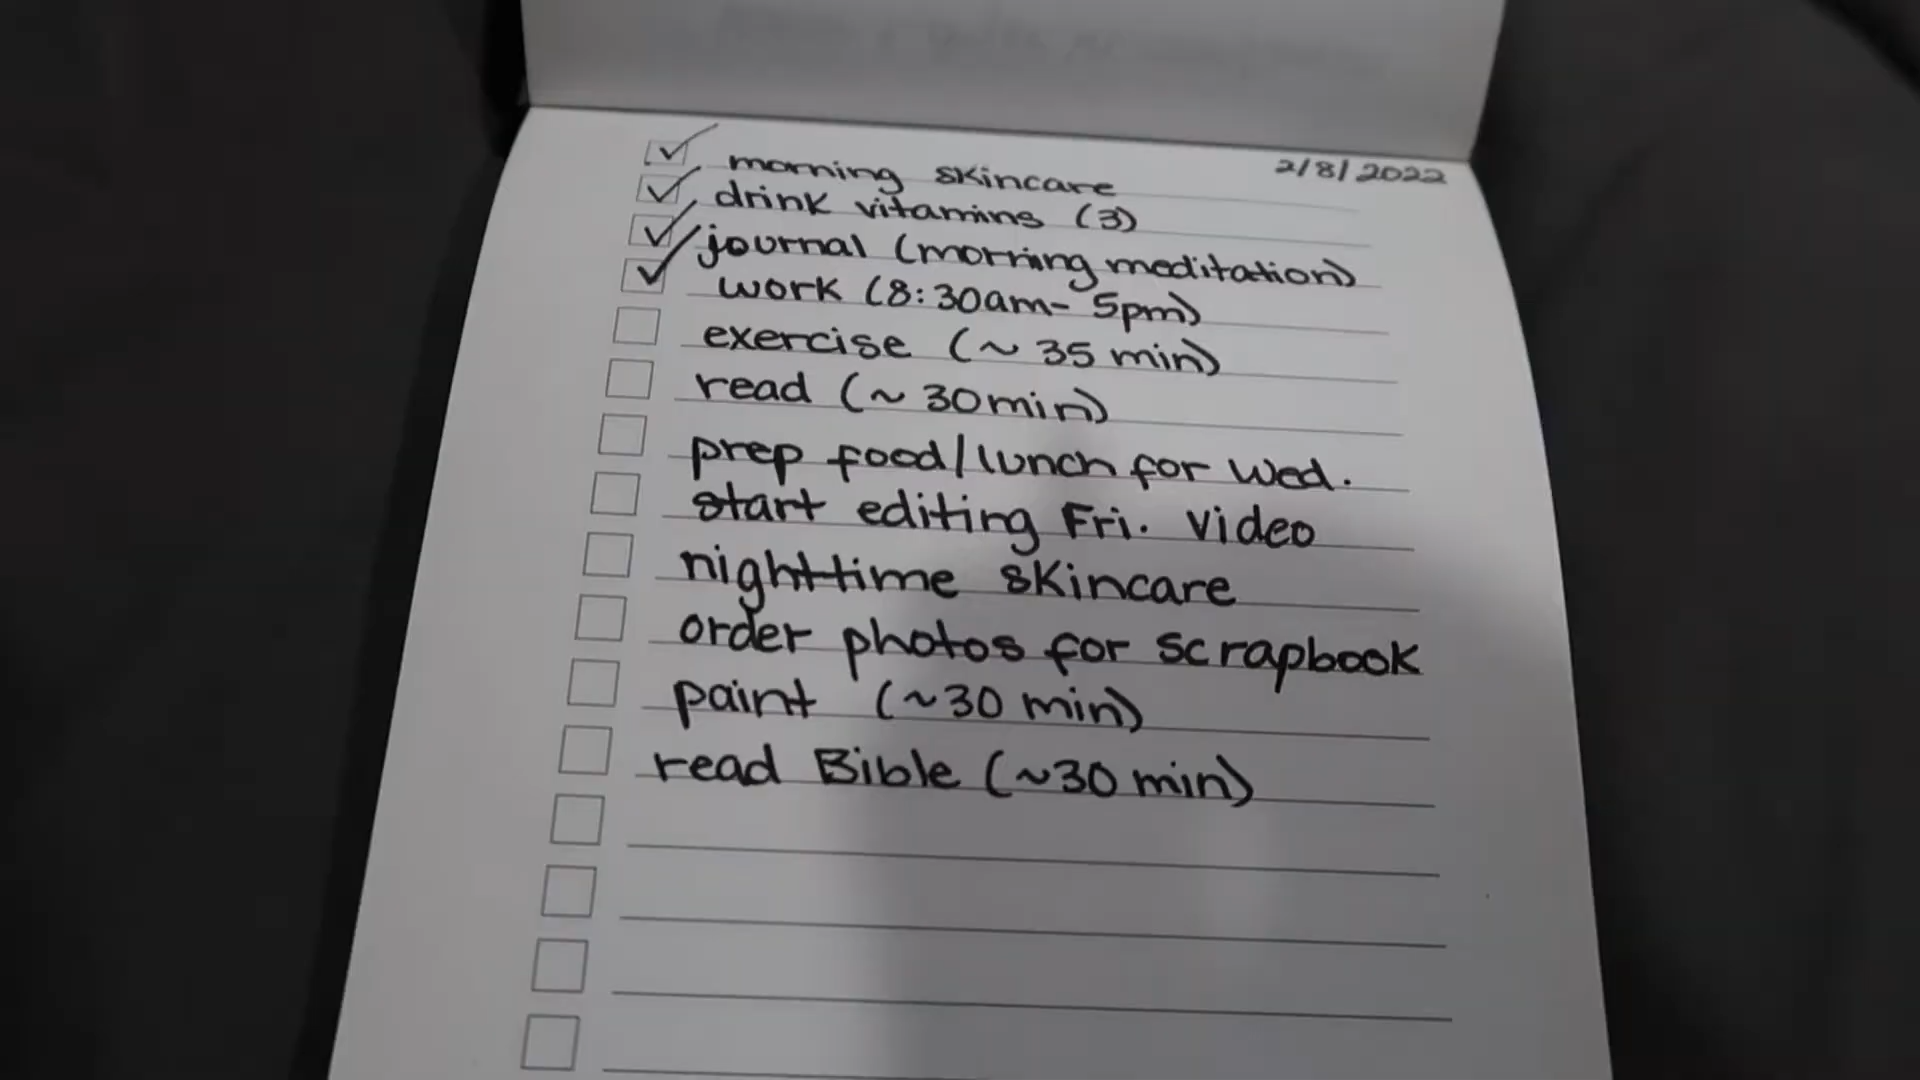 2/8/2022
morning skincare
drink vitamins (3)
journal (morning meditation)
work (8:30am- 5pm)
exercise (~ 35 min)
read (~ 30min)
prep food/lunch for Wed.
start editing Fri. Video
nighttime skincare
order photos for scrapbook
paint (~30 min)
read Bible (~30 min)